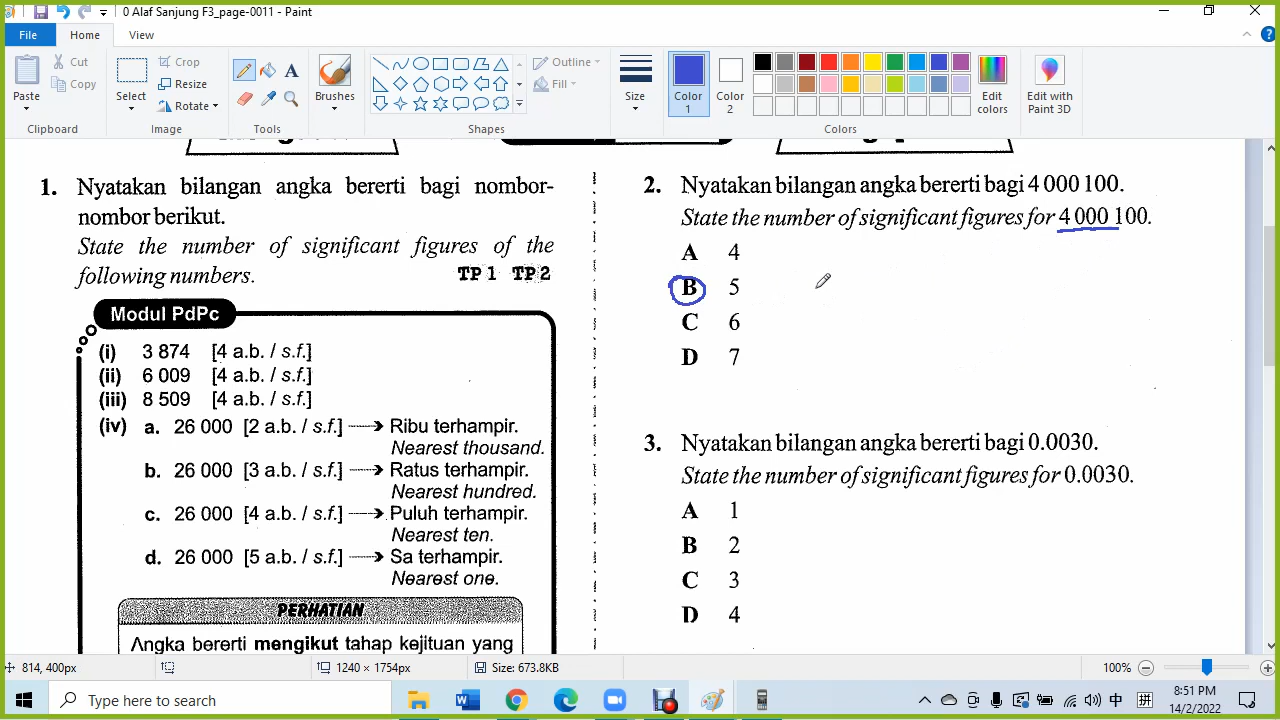 0 Alaf Sanjung F3_page-0011 - Paint
File Home View
Cut
Copy
Paste
Clipboard
Select
Crop
Resize
Rotate
Image
A
Tools
Brushes
Outline
Fill
Shapes
Size
Color 1
Color 2
Edit colors
Edit with Paint 3D
Colors
1. Nyatakan bilangan angka bererti bagi nombor-
nombor berikut.
State the number of significant figures of the
following numbers. TP 1 TP 2
Modul PdPc
(i) 3 874 [4 a.b. / s.f.]
(ii) 6 009 [4 a.b. / s.f.]
(iii) 8 509 [4 a.b. / s.f.]
(iv) a. 26 000 [2 a.b. / s.f.] → Ribu terhampir.
Nearest thousand.
b. 26 000 [3 a.b. / s.f.] → Ratus terhampir.
Nearest hundred.
c. 26 000 [4 a.b. / s.f.] → Puluh terhampir.
Nearest ten.
d. 26 000 [5 a.b. / s.f.] → Sa terhampir.
Nearest one.
PERHATIAN
Angka bererti mengikut tahap kejituan yang
2. Nyatakan bilangan angka bererti bagi 4 000 100.
State the number of significant figures for 4 000 100.
A 4
B 5
C 6
D 7
3. Nyatakan bilangan angka bererti bagi 0.0030.
State the number of significant figures for 0.0030.
A 1
B 2
C 3
D 4
814, 400px
1240 × 1754px
Size: 673.8KB
100%
Type here to search
中
拼
8:51 PM
14/2/2022